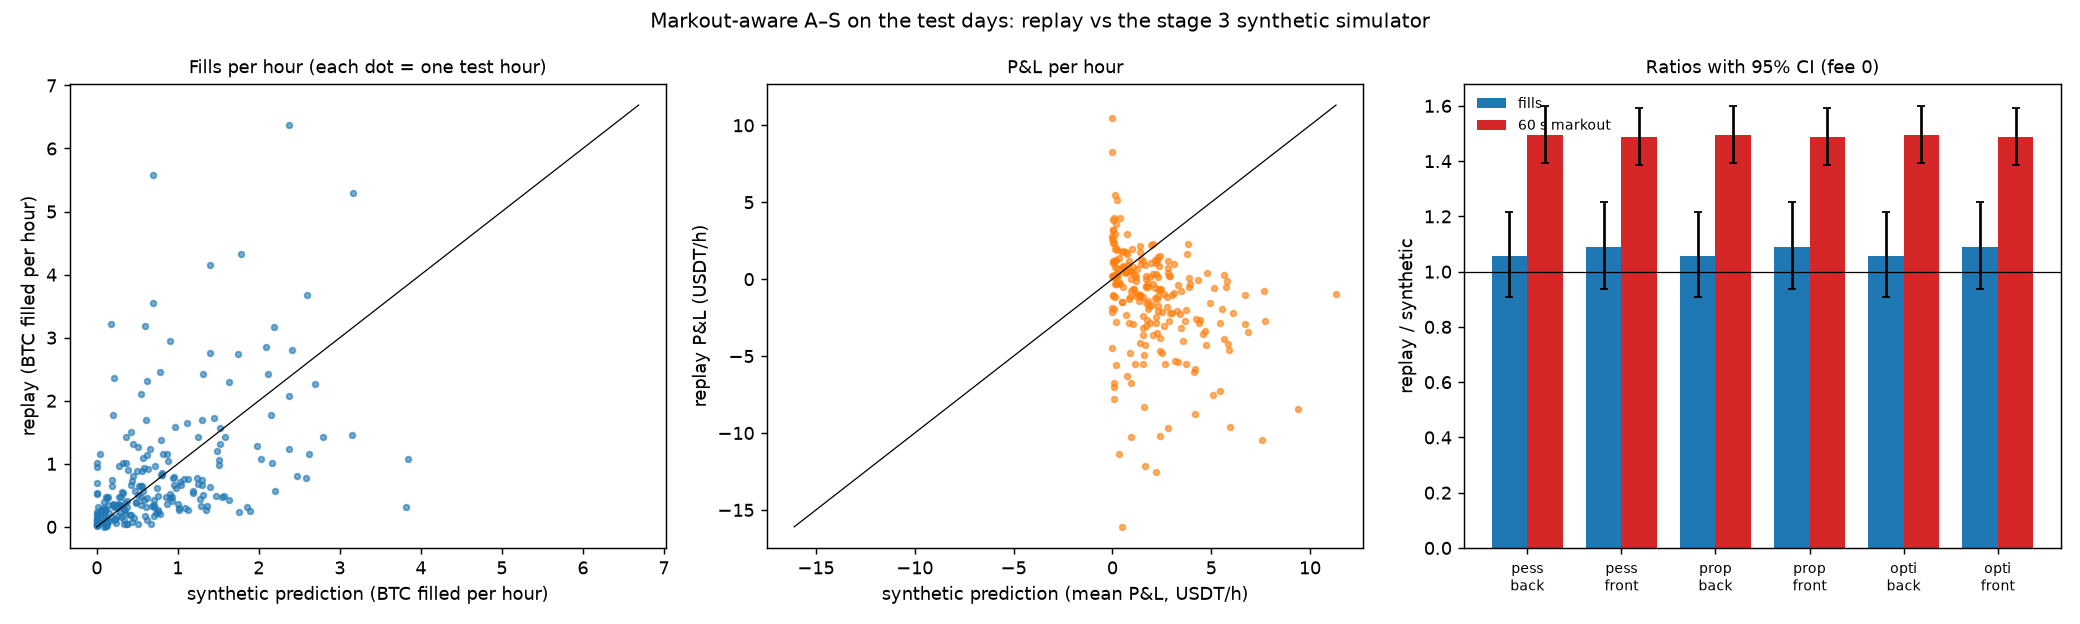 Markout-aware A–S on the test days: replay vs the stage 3 synthetic simulator
Fills per hour (each dot = one test hour)
replay (BTC filled per hour)
7
6
5
4
3
2
1
0
0 1 2 3 4 5 6 7
synthetic prediction (BTC filled per hour)
P&L per hour
replay P&L (USDT/h)
10
5
0
−5
−10
−15
−15 −10 −5 0 5 10
synthetic prediction (mean P&L, USDT/h)
Ratios with 95% CI (fee 0)
fills
60 s markout
replay / synthetic
1.6
1.4
1.2
1.0
0.8
0.6
0.4
0.2
0.0
pess pess prop prop opti opti
back front back front back front